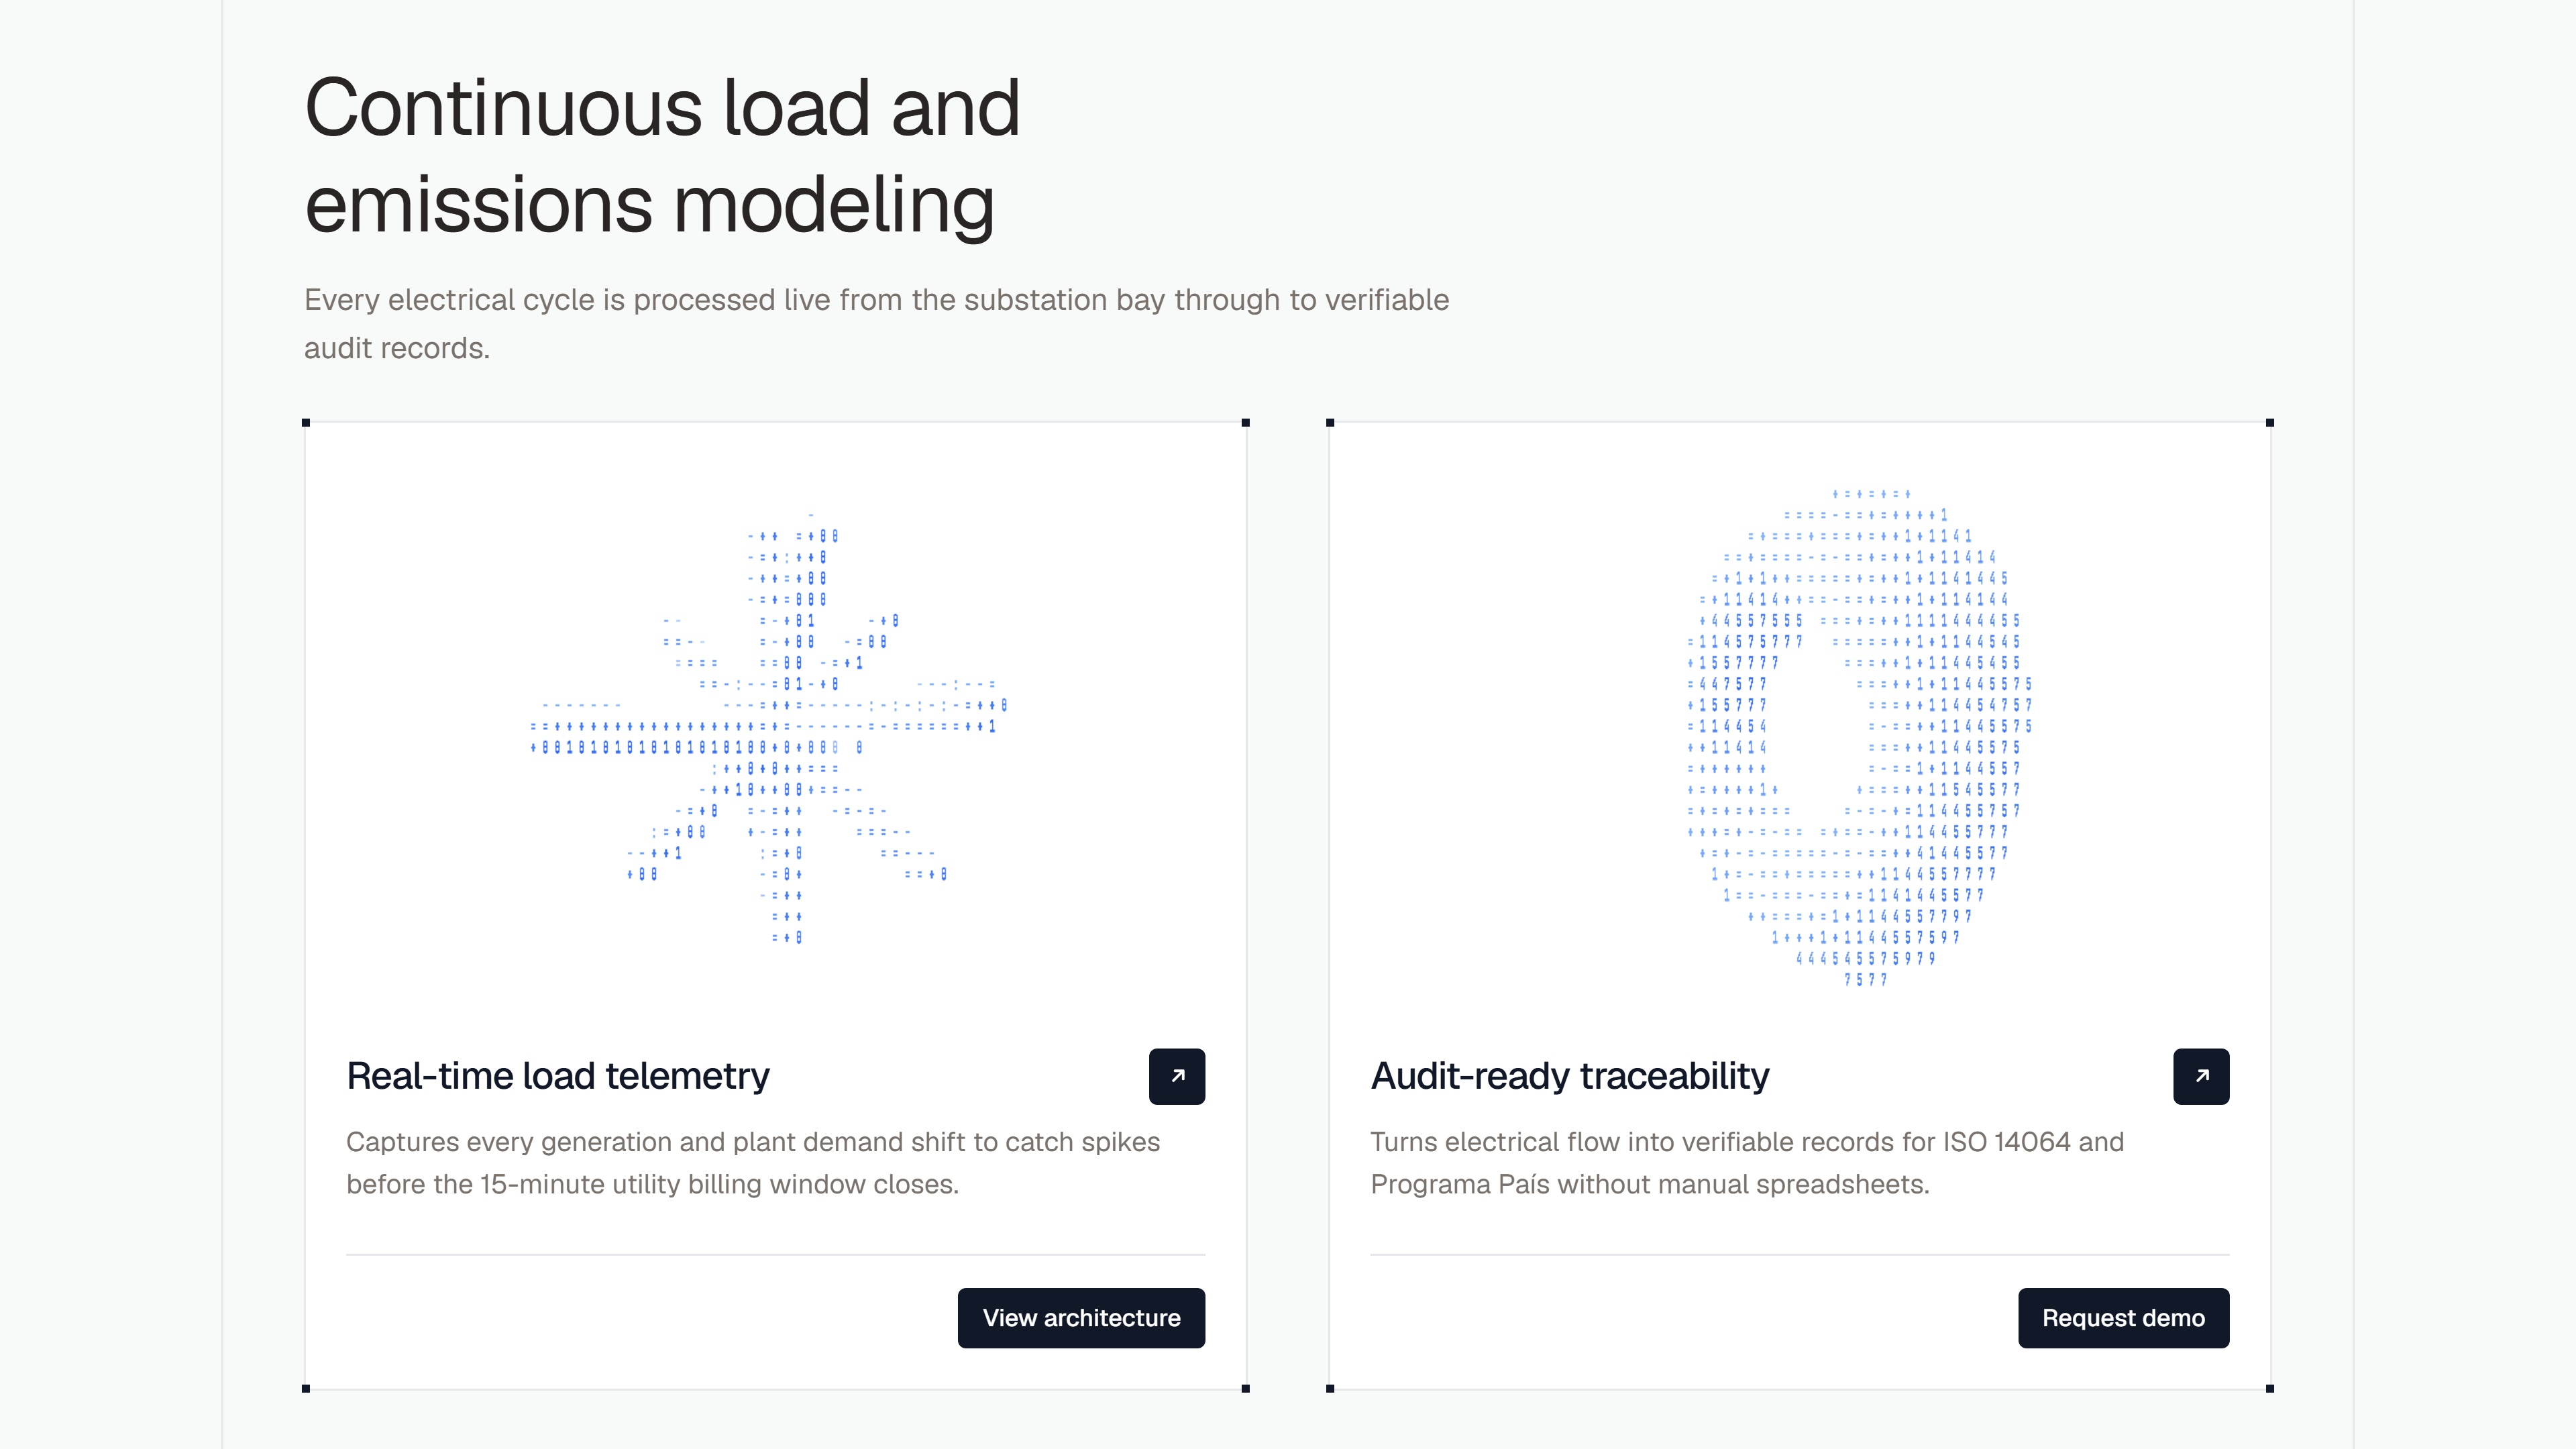 Continuous load and
emissions modeling
Every electrical cycle is processed live from the substation bay through to verifiable
audit records.
Real-time load telemetry
Captures every generation and plant demand shift to catch spikes
before the 15-minute utility billing window closes.
View architecture
Audit-ready traceability
Turns electrical flow into verifiable records for ISO 14064 and
Programa País without manual spreadsheets.
Request demo